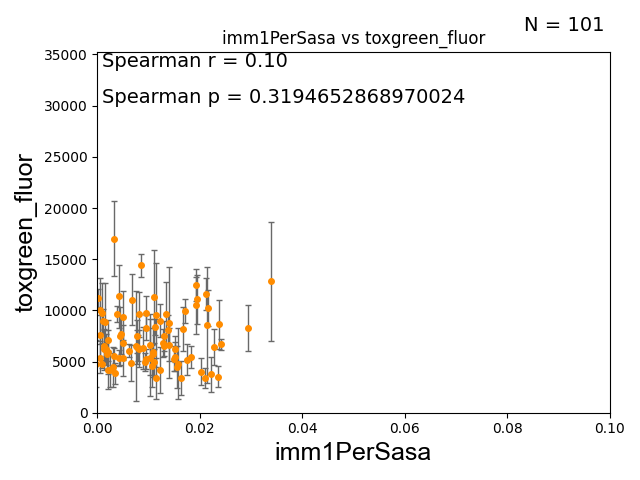 N = 101
imm1PerSasa vs toxgreen_fluor
Spearman r = 0.10
Spearman p = 0.3194652868970024
35000
30000
25000
20000
15000
10000
5000
0
toxgreen_fluor
0.00 0.02 0.04 0.06 0.08 0.10
imm1PerSasa